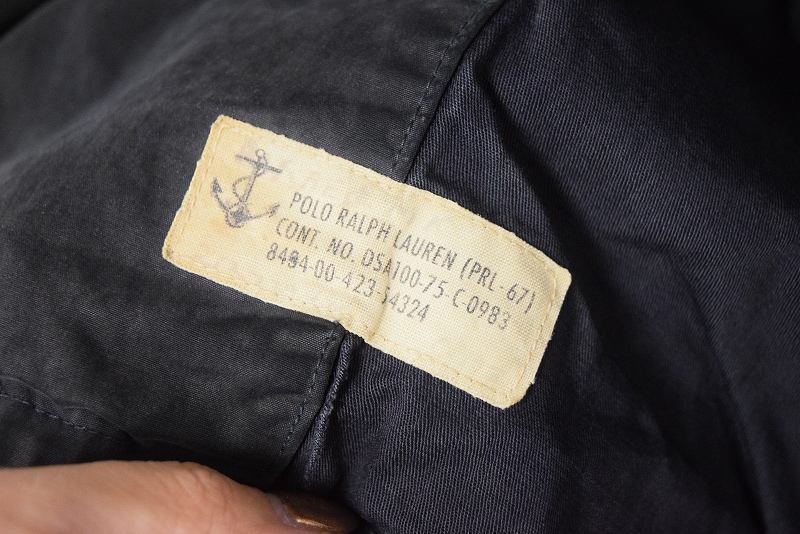 POLO RALPH LAUREN (PRL-67)
CONT. NO. DSA100-75-C-0983
8484-00-423-54324